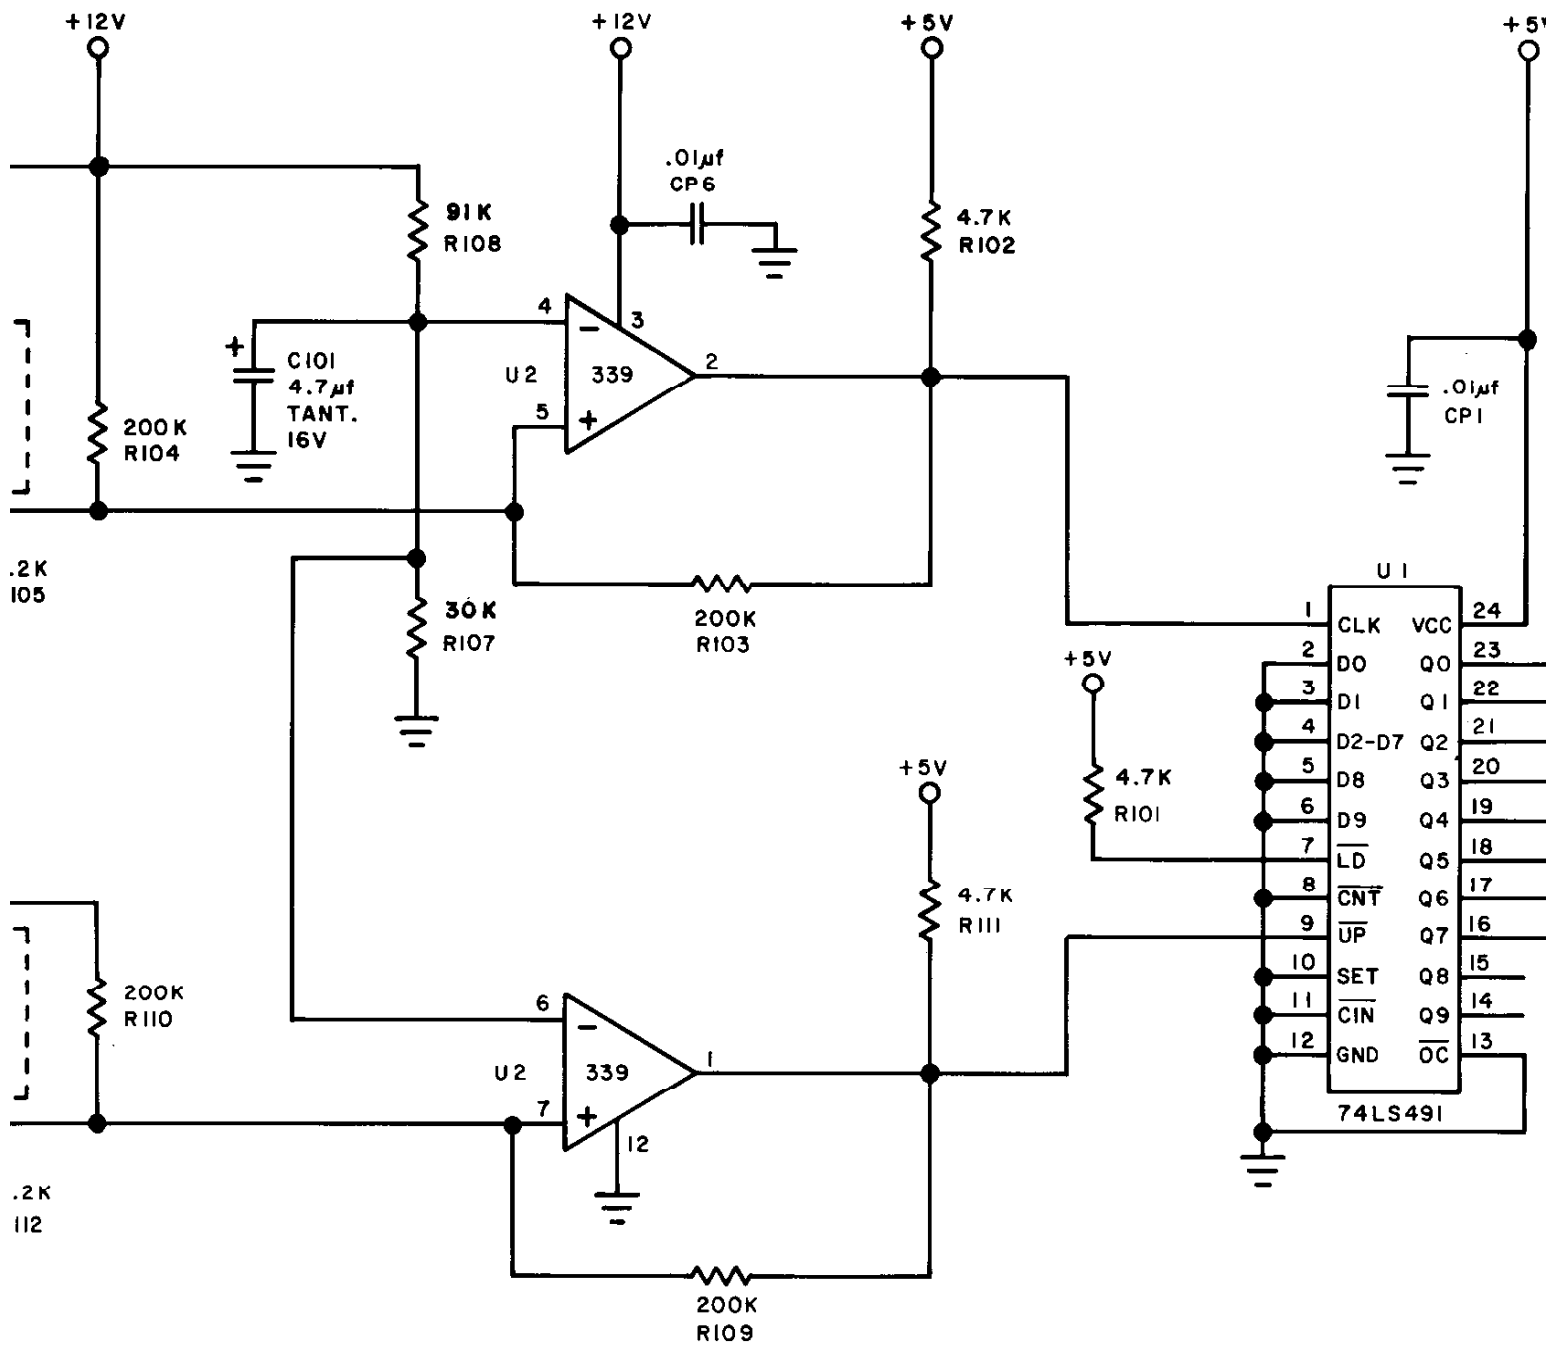 +12V
+12V
+5V
+5V
.01µf
CP6
91K
R108
4.7K
R102
4
3
-
+
C101
4.7µf
TANT.
16V
U2
339
2
5
+
200K
R104
.01µf
CP1
.2K
105
30K
R107
200K
R103
U1
1
CLK
VCC
24
2
D0
Q0
23
3
D1
Q1
22
4
D2-D7
Q2
21
5
D8
Q3
20
6
D9
Q4
19
7
LD
Q5
18
8
CNT
Q6
17
9
UP
Q7
16
10
SET
Q8
15
11
CIN
Q9
14
12
GND
OC
13
74LS491
+5V
4.7K
R101
+5V
4.7K
R111
200K
R110
6
-
U2
339
1
7
+
12
.2K
112
200K
R109